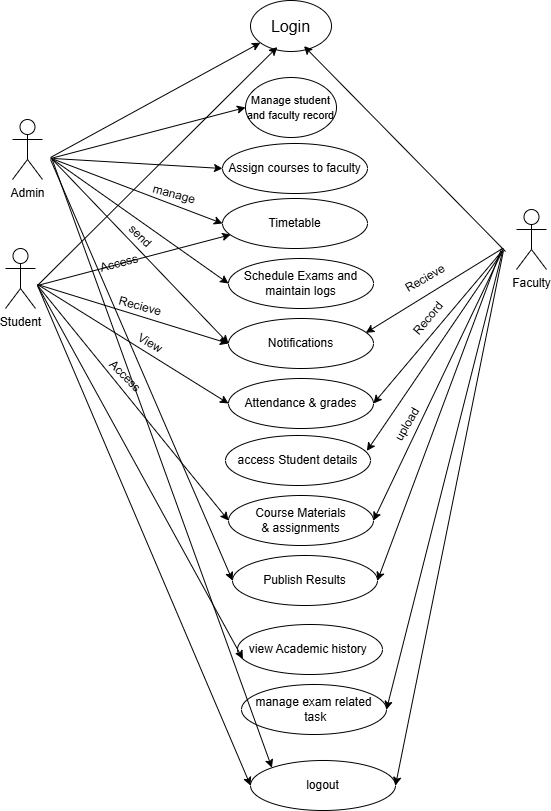 Login
Manage student
and faculty record
Admin
Assign courses to faculty
manage
Timetable
send
Access
Schedule Exams and
maintain logs
Student
Faculty
Recieve
Recieve
Record
Notifications
View
Access
Attendance & grades
upload
access Student details
Course Materials
& assignments
Publish Results
view Academic history
manage exam related
task
logout